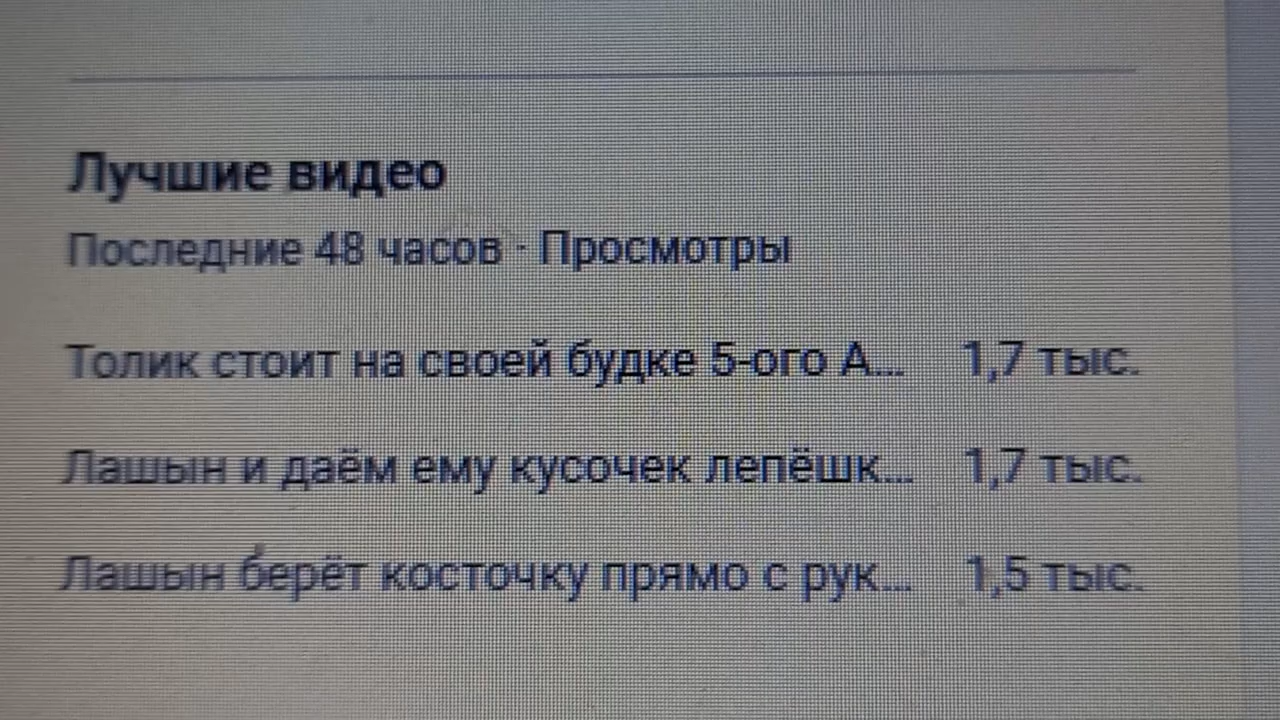 Лучшие видео
Последние 48 часов · Просмотры
Толик стоит на своей будке 5-ого А... 1,7 тыс.
Лашын и даём ему кусочек лепёшк... 1,7 тыс.
Лашын берёт косточку прямо с рук... 1,5 тыс.